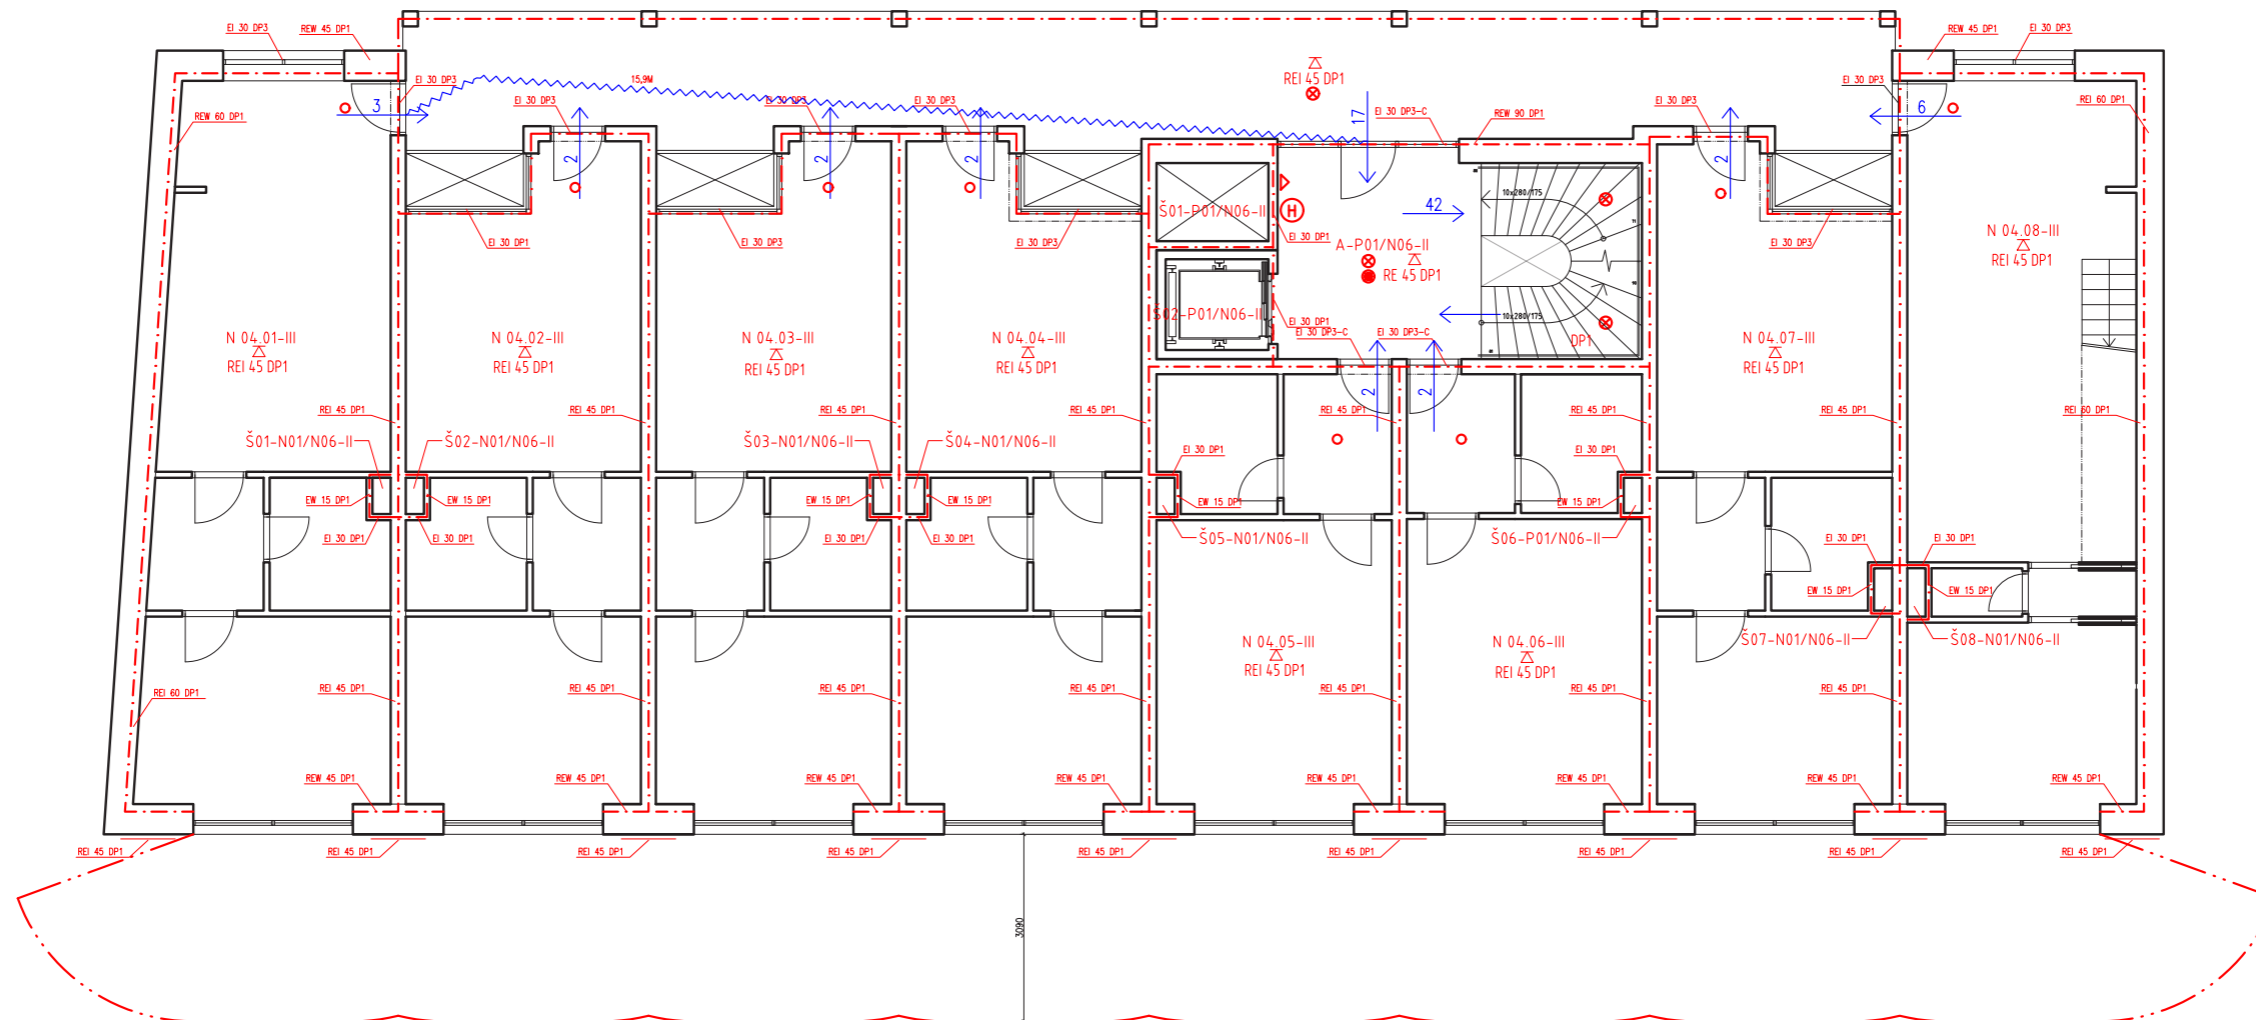 EI 30 DP3
REW 45 DP1
REW 45 DP1
EI 30 DP3
REI 45 DP1
EI 30 DP3
15,9M
EI 30 DP3
EI 30 DP3
EI 30 DP3
EI 30 DP3-C
REW 90 DP1
EI 30 DP3
EI 30 DP3
REI 60 DP1
REW 60 DP1
3
2
2
2
17
2
6
42
10x280/175
Š01-P01/N06-II
H
EI 30 DP1
EI 30 DP3
EI 30 DP3
EI 30 DP1
A-P01/N06-II
RE 45 DP1
EI 30 DP3
N 04.08-III
REI 45 DP1
Š02-P01/N06-II
EI 30 DP1
EI 30 DP3-C
EI 30 DP3-C
10x280/175
DP1
N 04.01-III
REI 45 DP1
N 04.02-III
REI 45 DP1
N 04.03-III
REI 45 DP1
N 04.04-III
REI 45 DP1
N 04.07-III
REI 45 DP1
2
2
REI 45 DP1
REI 45 DP1
REI 45 DP1
REI 45 DP1
REI 45 DP1
REI 45 DP1
REI 45 DP1
REI 60 DP1
Š01-N01/N06-II
Š02-N01/N06-II
Š03-N01/N06-II
Š04-N01/N06-II
EI 30 DP1
EI 30 DP1
EW 15 DP1
EW 15 DP1
EW 15 DP1
EW 15 DP1
EW 15 DP1
EW 15 DP1
EI 30 DP1
EI 30 DP1
EI 30 DP1
EI 30 DP1
Š05-N01/N06-II
Š06-P01/N06-II
EI 30 DP1
EI 30 DP1
EW 15 DP1
EW 15 DP1
Š07-N01/N06-II
Š08-N01/N06-II
N 04.05-III
REI 45 DP1
N 04.06-III
REI 45 DP1
REI 60 DP1
REI 45 DP1
REI 45 DP1
REI 45 DP1
REI 45 DP1
REI 45 DP1
REI 45 DP1
REI 45 DP1
REW 45 DP1
REW 45 DP1
REW 45 DP1
REW 45 DP1
REW 45 DP1
REW 45 DP1
REW 45 DP1
REW 45 DP1
REI 45 DP1
REI 45 DP1
REI 45 DP1
REI 45 DP1
REI 45 DP1
REI 45 DP1
REI 45 DP1
REI 45 DP1
REI 45 DP1
3090